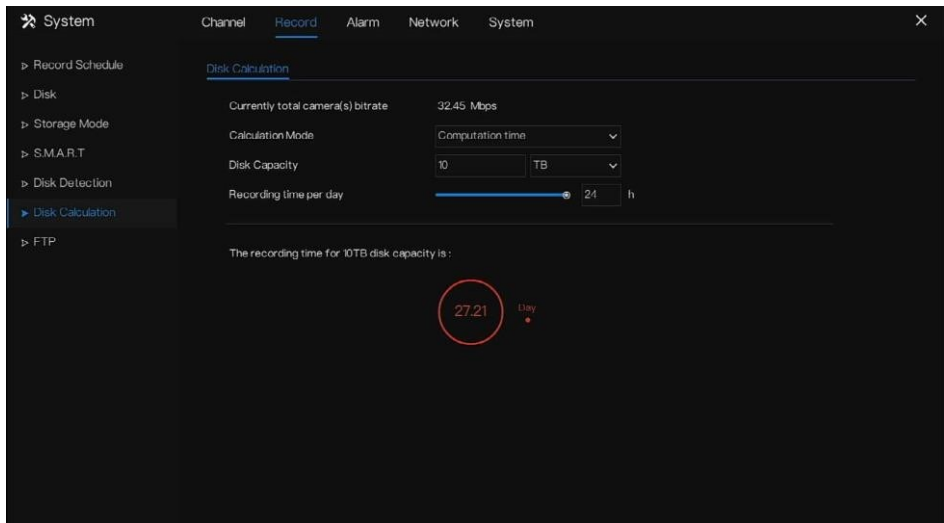 System Channel Record Alarm Network System
Record Schedule
Disk
Storage Mode
S.M.A.R.T
Disk Detection
Disk Calculation
FTP
Disk Calculation
Currently total camera(s) bitrate 32.45 Mbps
Calculation Mode Computation time
Disk Capacity 10 TB
Recording time per day 24 h
The recording time for 10TB disk capacity is :
27.21 Day